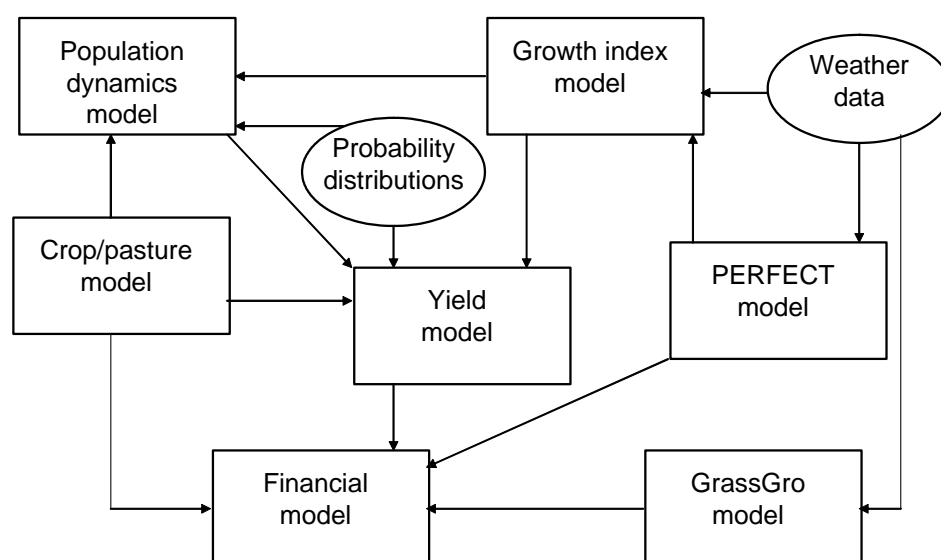 Population
dynamics
model
Growth index
model
Weather
data
Probability
distributions
Crop/pasture
model
Yield
model
PERFECT
model
Financial
model
GrassGro
model